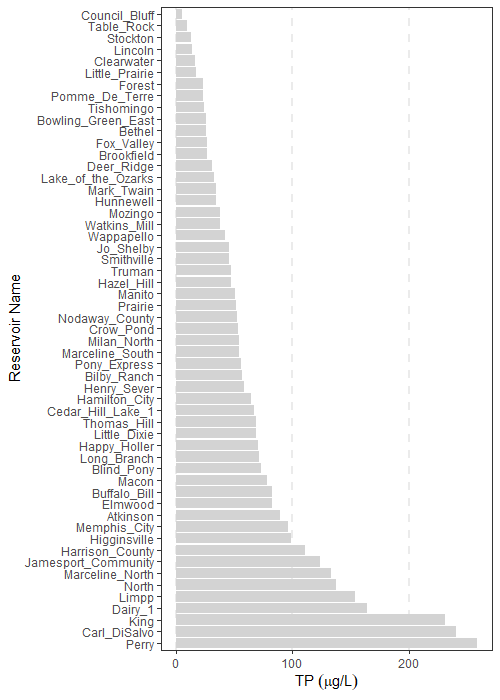 Council_Bluff
Table_Rock
Stockton
Lincoln
Clearwater
Little_Prairie
Forest
Pomme_De_Terre
Tishomingo
Bowling_Green_East
Bethel
Fox_Valley
Brookfield
Deer_Ridge
Lake_of_the_Ozarks
Mark_Twain
Hunnewell
Mozingo
Watkins_Mill
Wappapello
Jo_Shelby
Smithville
Truman
Hazel_Hill
Manito
Prairie
Nodaway_County
Crow_Pond
Milan_North
Marceline_South
Pony_Express
Bilby_Ranch
Henry_Sever
Hamilton_City
Cedar_Hill_Lake_1
Thomas_Hill
Little_Dixie
Happy_Holler
Long_Branch
Blind_Pony
Macon
Buffalo_Bill
Elmwood
Atkinson
Memphis_City
Higginsville
Harrison_County
Jamesport_Community
Marceline_North
North
Limpp
Dairy_1
King
Carl_DiSalvo
Perry
Reservoir Name
0 100 200
TP (μg/L)